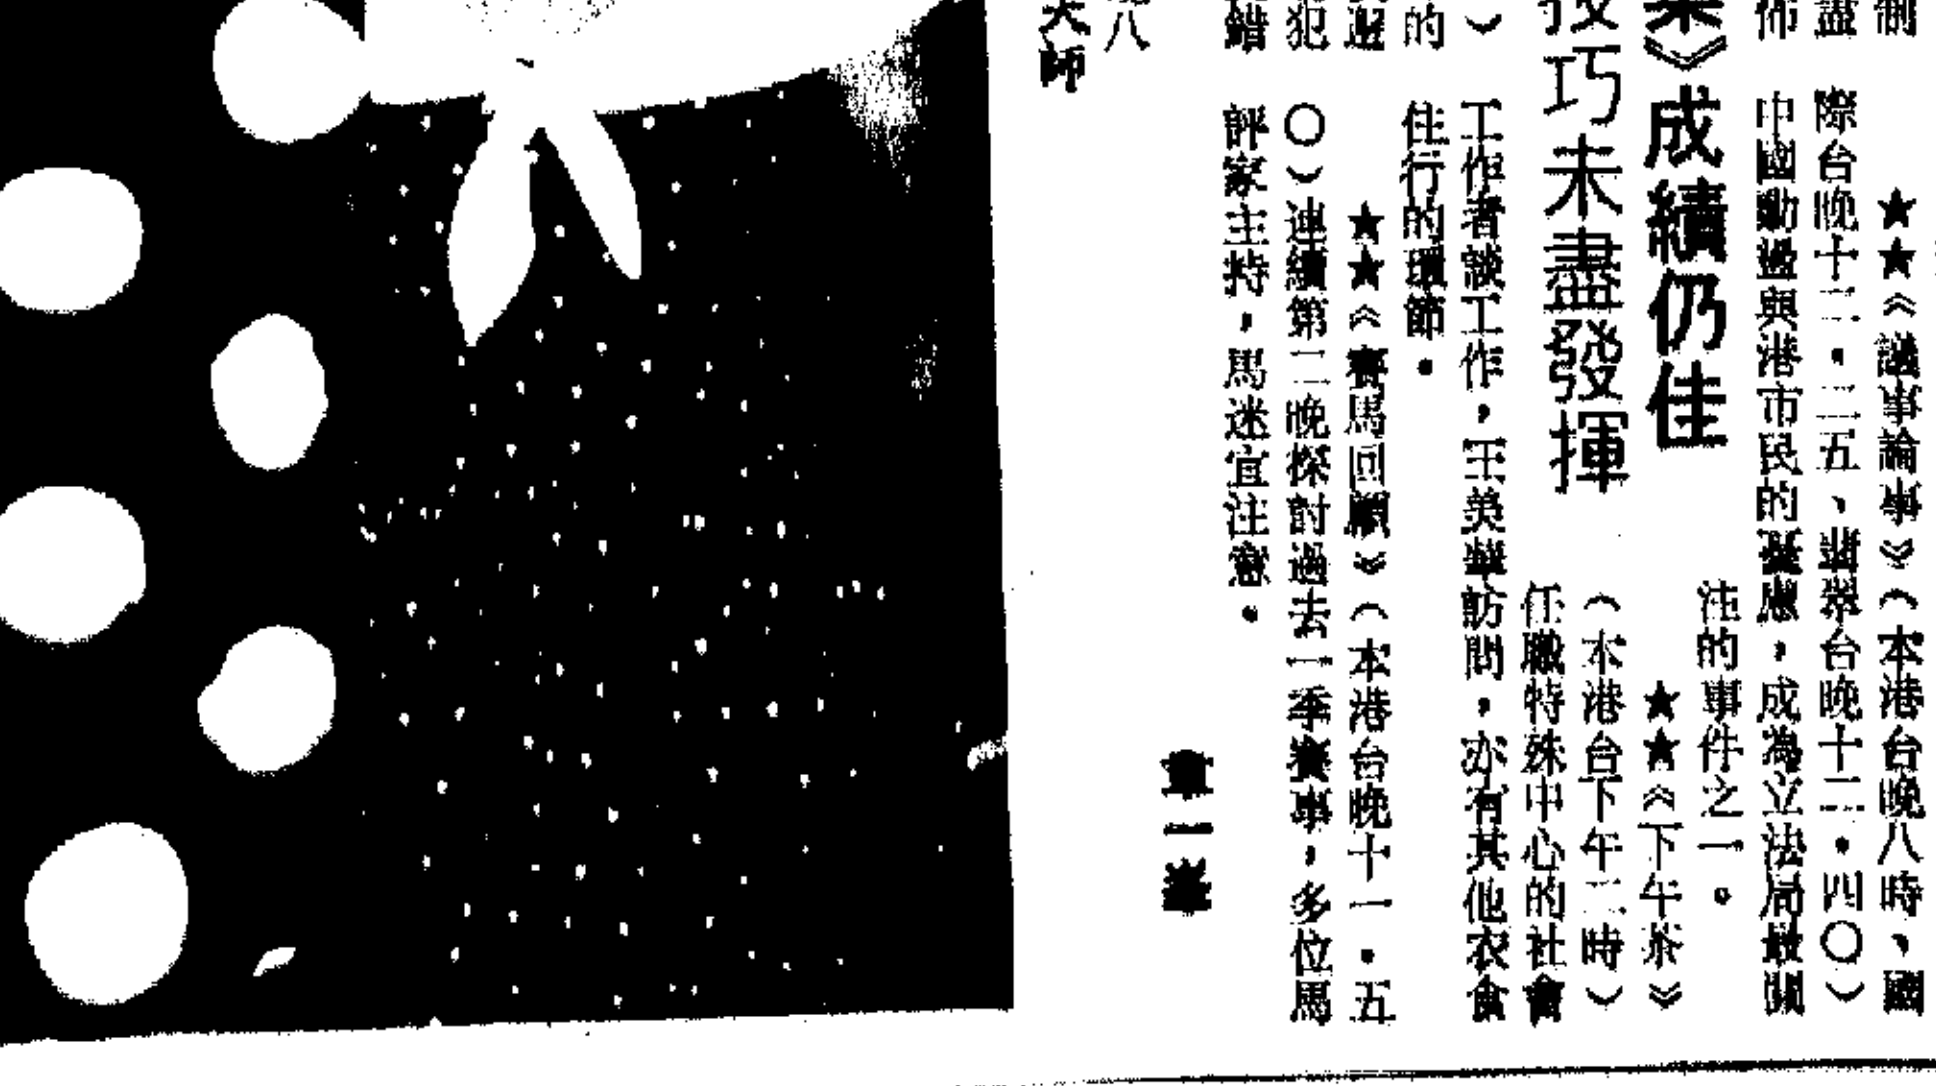 制
盡
佈
★★《議事論事》(本港台晚八時、國
際台晚十二・三五、翡翠台晚十二・四〇)
中國動盪與港市民的憂慮，成為立法局最關
注的事件之一。
》成績仍佳
技巧未盡發揮
★★《下午茶》
(本港台下午二時)
任職特殊中心的社會
工作者談工作，王美華訪問，亦有其他衣食
住行的環節。
★★《賽馬回顧》(本港台晚十一・五
〇)連續第二晚探討過去一季賽事，多位馬
評家主持，馬迷宜注意。
)
的
犯
錯
八
大師